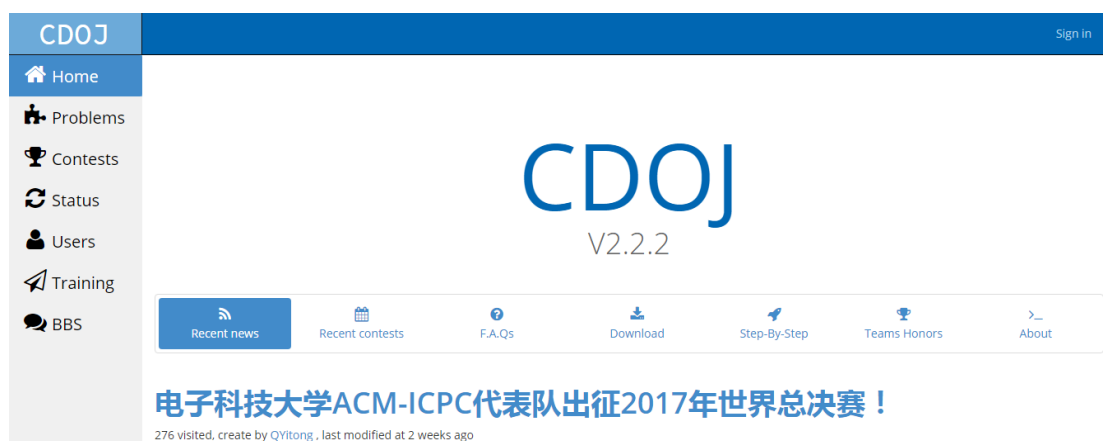 CDOJ
Sign in
Home
Problems
Contests
Status
Users
Training
BBS
CDOJ
V2.2.2
Recent news
Recent contests
F.A.Qs
Download
Step-By-Step
Teams Honors
>_
About
电子科技大学ACM-ICPC代表队出征2017年世界总决赛！
276 visited, create by QYitong , last modified at 2 weeks ago